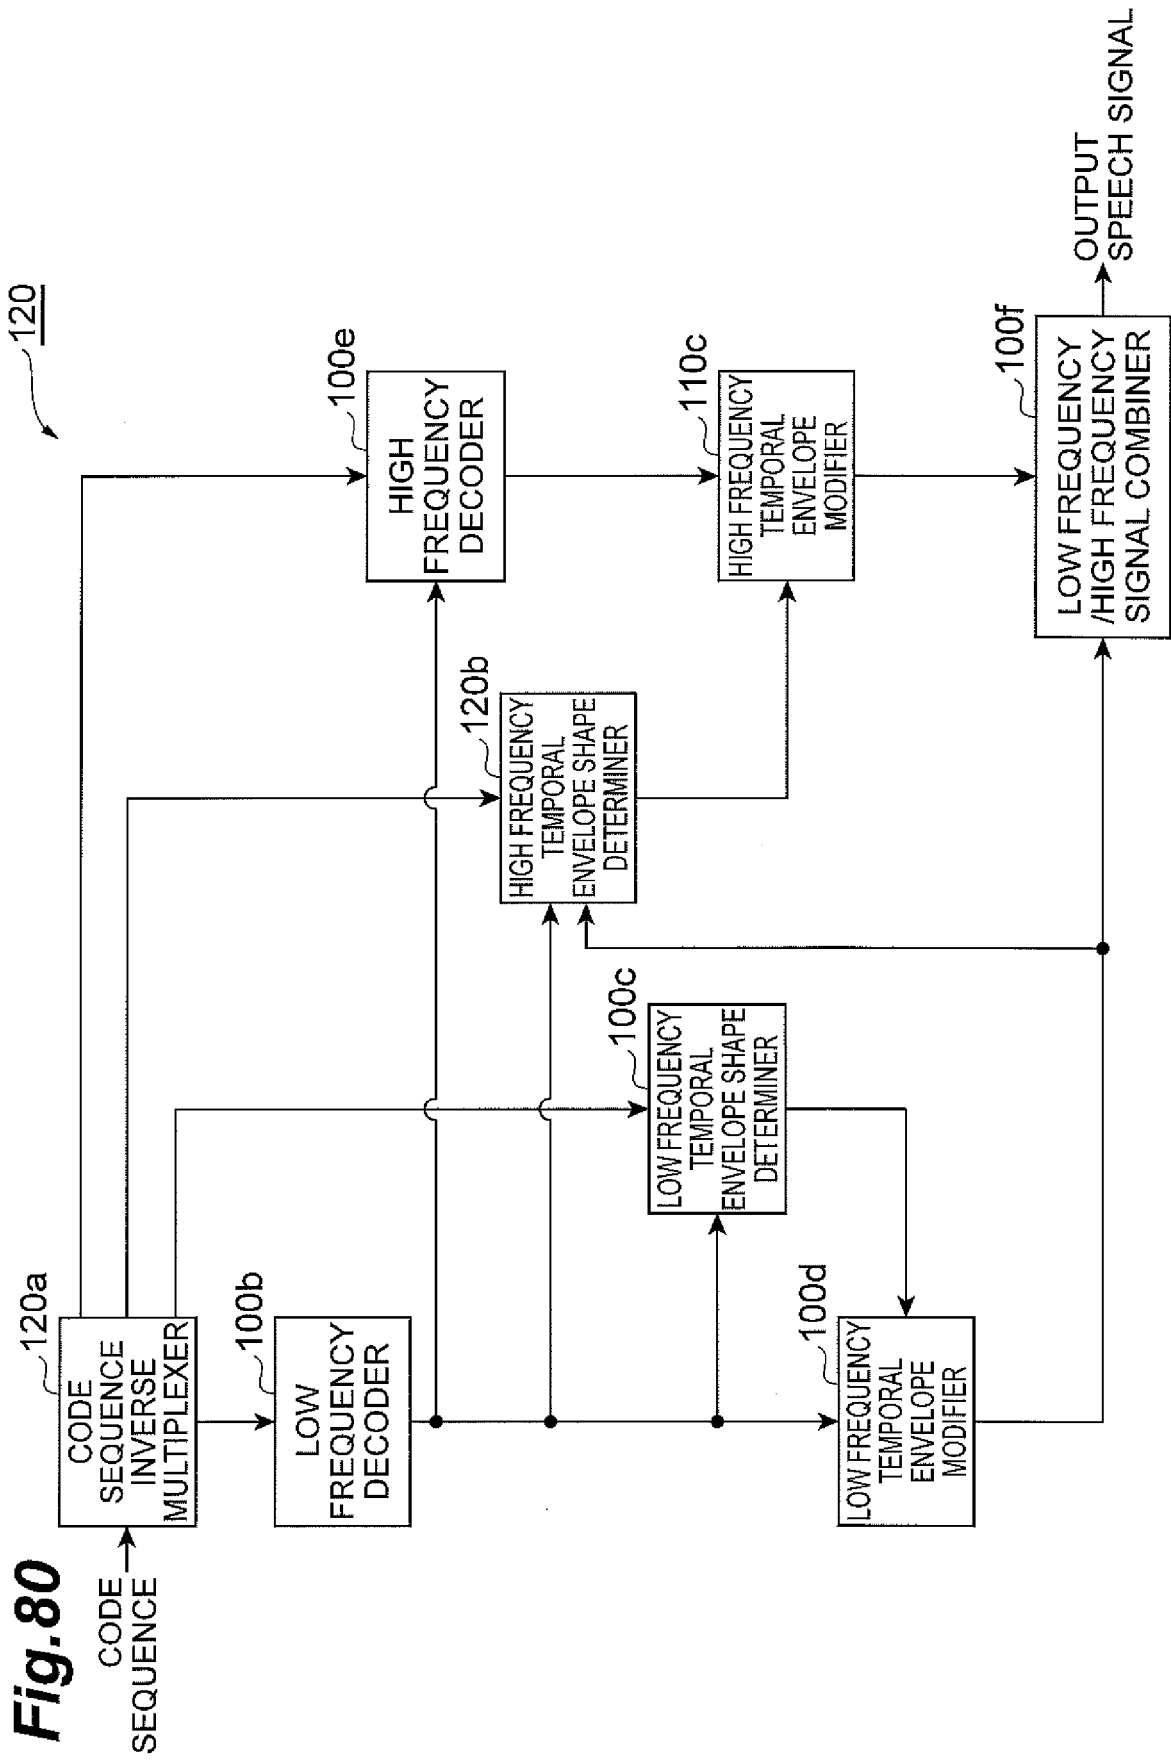 Fig.80
120
CODE
SEQUENCE
120a
CODE
SEQUENCE
INVERSE
MULTIPLEXER
100b
LOW
FREQUENCY
DECODER
100e
HIGH
FREQUENCY
DECODER
120b
HIGH FREQUENCY
TEMPORAL
ENVELOPE SHAPE
DETERMINER
100c
LOW FREQUENCY
TEMPORAL
ENVELOPE SHAPE
DETERMINER
110c
HIGH FREQUENCY
TEMPORAL
ENVELOPE
MODIFIER
100d
LOW FREQUENCY
TEMPORAL
ENVELOPE
MODIFIER
100f
LOW FREQUENCY
/HIGH FREQUENCY
SIGNAL COMBINER
OUTPUT
SPEECH SIGNAL